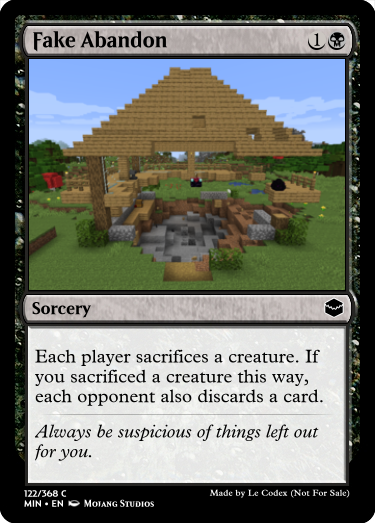 Fake Abandon 1
Sorcery
Each player sacrifices a creature. If
you sacrificed a creature this way,
each opponent also discards a card.
Always be suspicious of things left out
for you.
122/368 C
MIN • EN Mojang Studios
Made by Le Codex (Not For Sale)